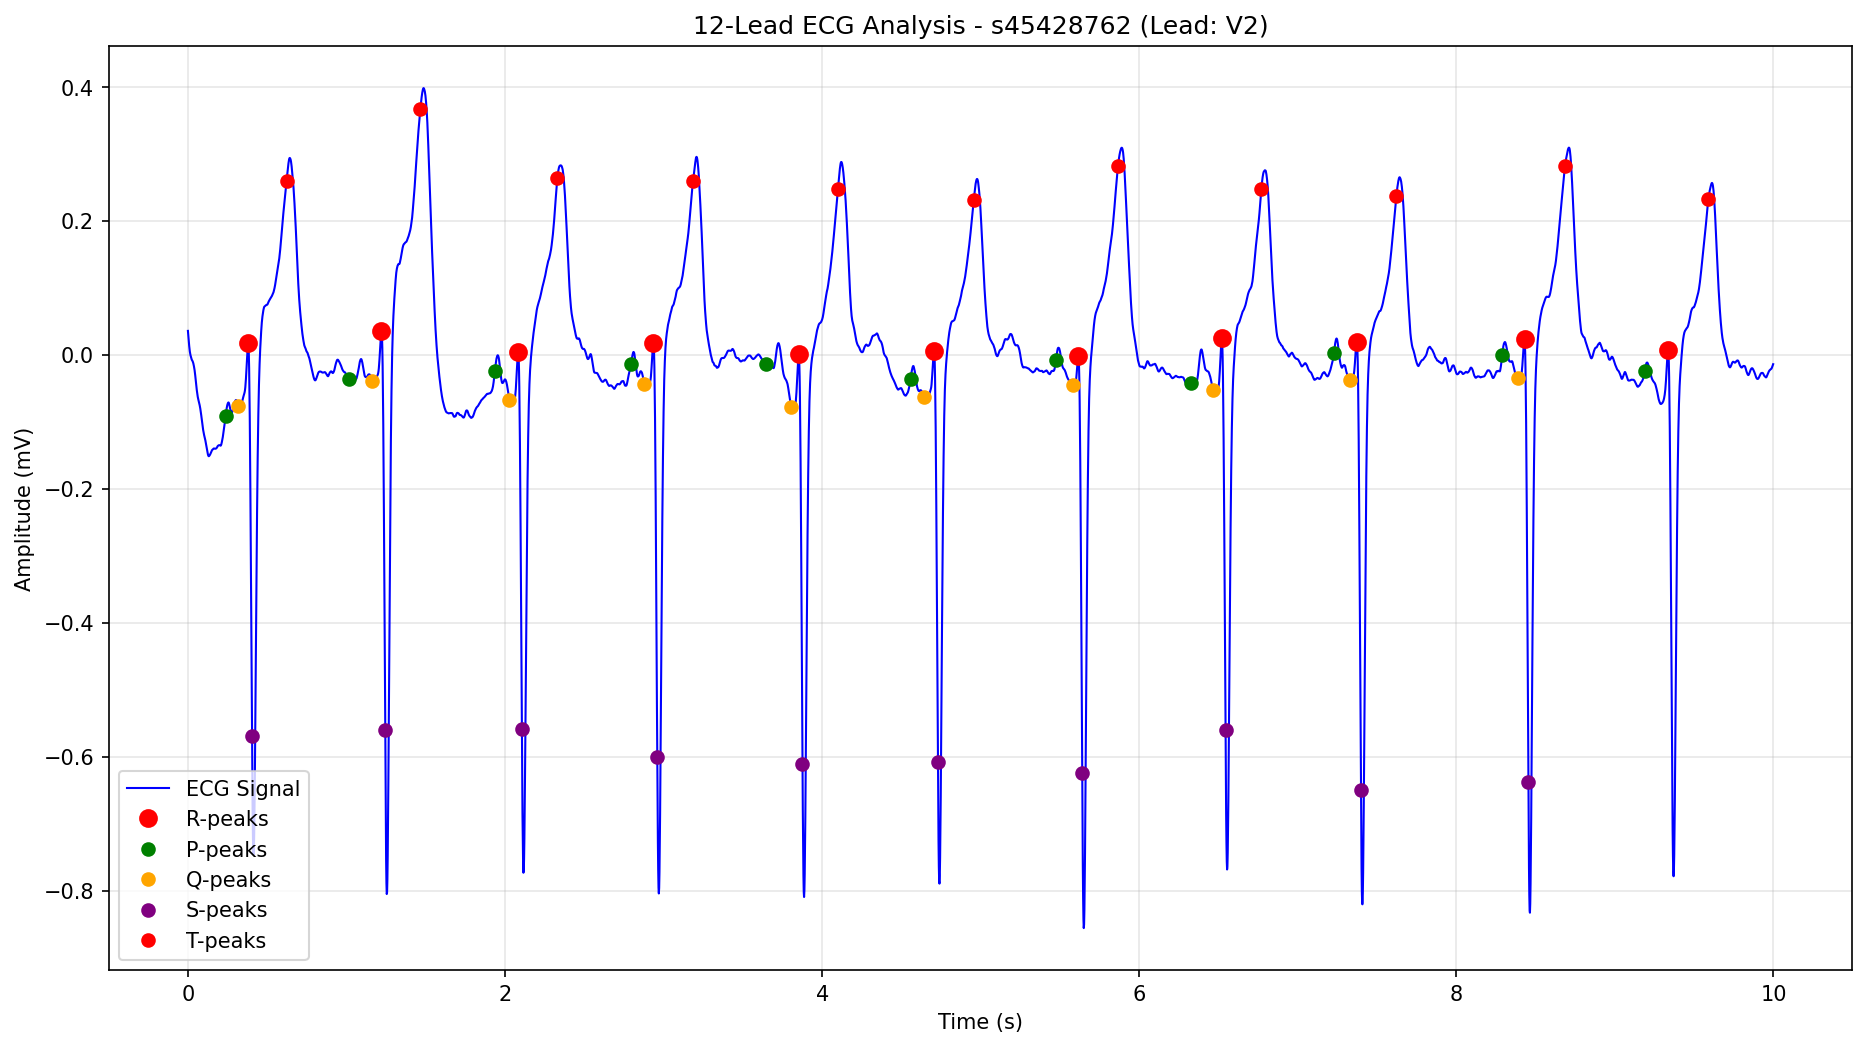 12-Lead ECG Analysis - s45428762 (Lead: V2)
0.4
0.2
0.0
−0.2
−0.4
−0.6
−0.8
Amplitude (mV)
ECG Signal
R-peaks
P-peaks
Q-peaks
S-peaks
T-peaks
0 2 4 6 8 10
Time (s)